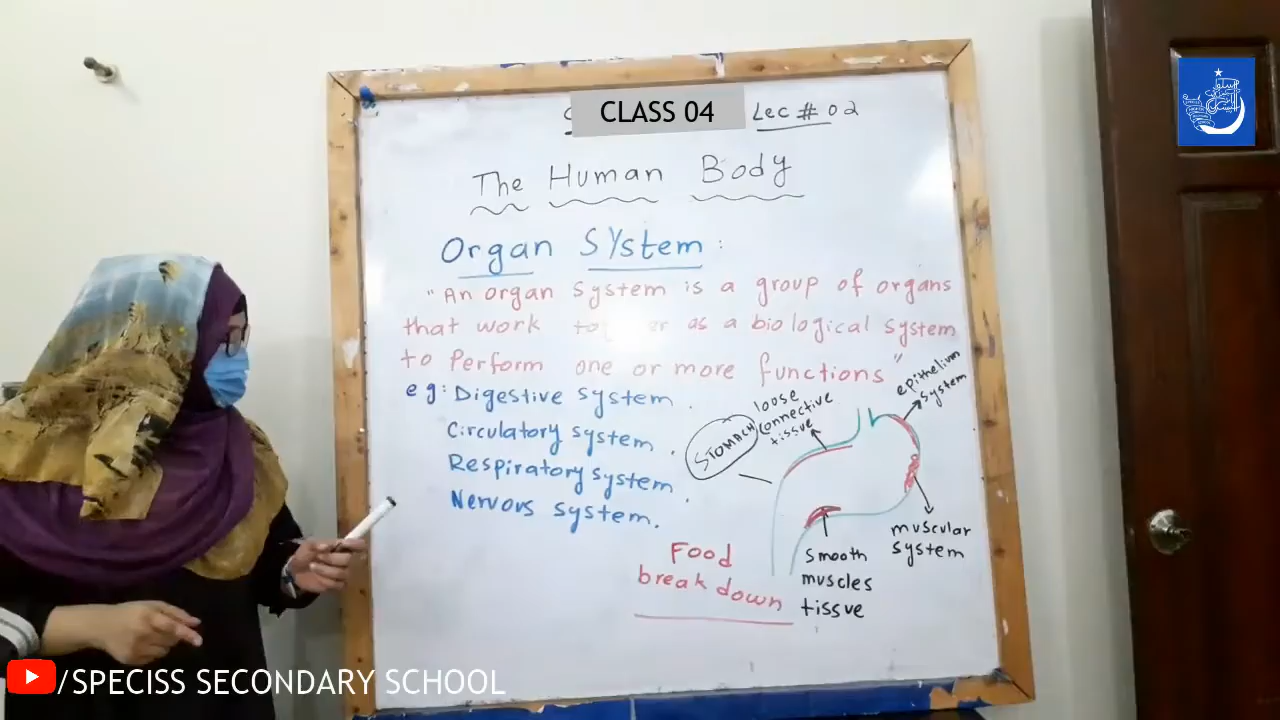 CLASS 04
Lec # 02
The Human Body
Organ System:
"An organ system is a group of organs
that work as a biological system
to Perform one or more functions"
eg: Digestive system.
Circulatory system.
Respiratory system.
Nervous system.
STOMACH
loose
connective
tissue
epithelium
system
muscular
system
Smooth
muscles
tissue
Food
break down
/SPECISS SECONDARY SCHOOL